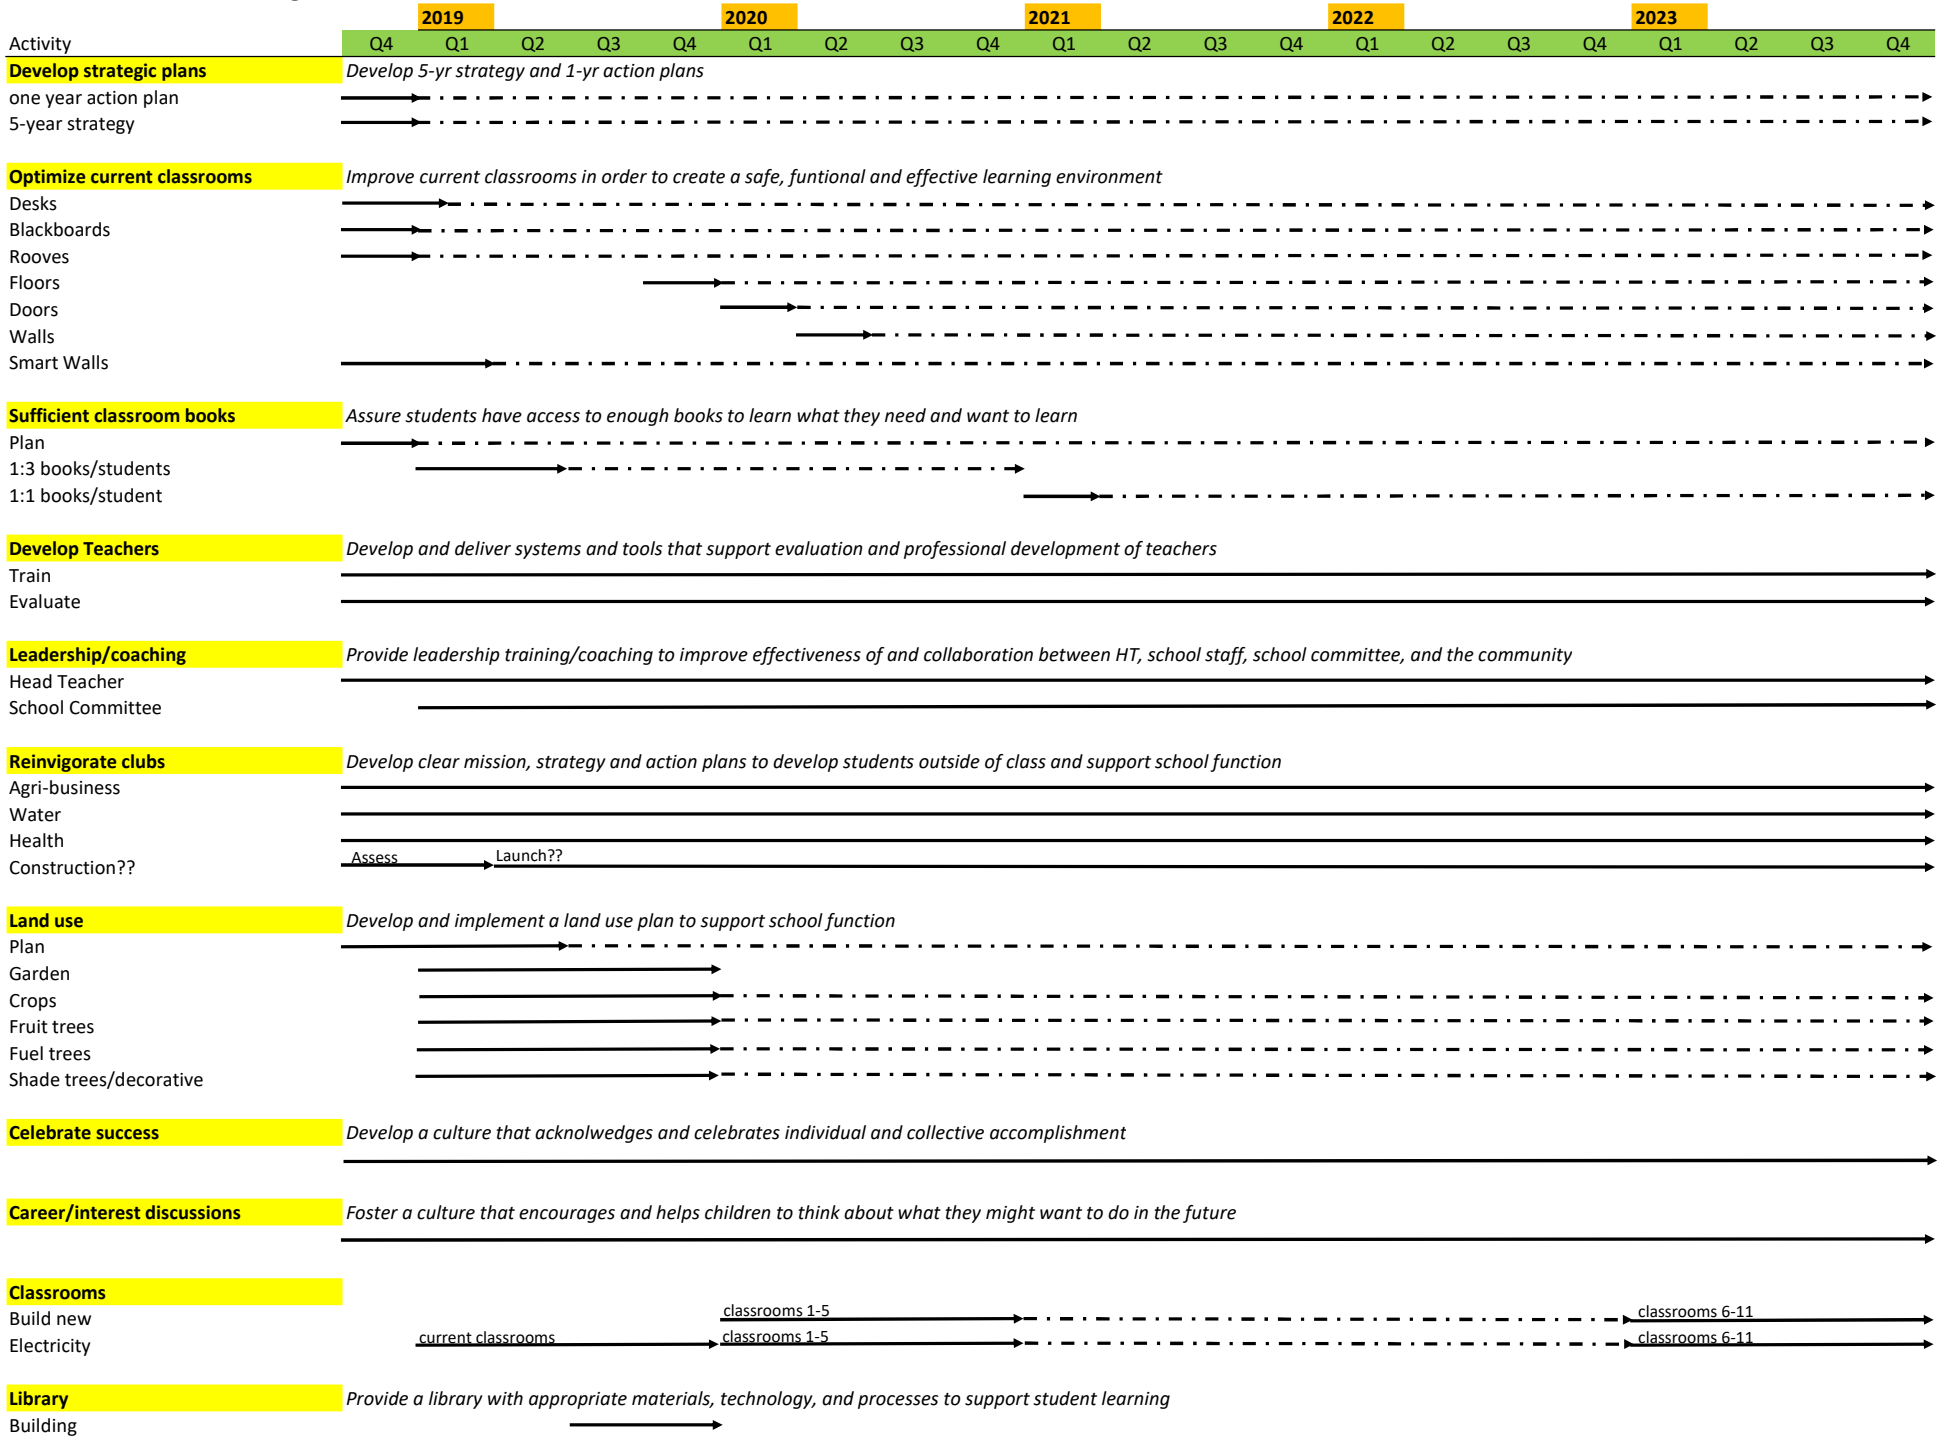 2019 2020 2021 2022 2023
Activity Q4 Q1 Q2 Q3 Q4 Q1 Q2 Q3 Q4 Q1 Q2 Q3 Q4 Q1 Q2 Q3 Q4 Q1 Q2 Q3 Q4
Develop strategic plans Develop 5-yr strategy and 1-yr action plans
one year action plan
5-year strategy
Optimize current classrooms Improve current classrooms in order to create a safe, funtional and effective learning environment
Desks
Blackboards
Rooves
Floors
Doors
Walls
Smart Walls
Sufficient classroom books Assure students have access to enough books to learn what they need and want to learn
Plan
1:3 books/students
1:1 books/student
Develop Teachers Develop and deliver systems and tools that support evaluation and professional development of teachers
Train
Evaluate
Leadership/coaching Provide leadership training/coaching to improve effectiveness of and collaboration between HT, school staff, school committee, and the community
Head Teacher
School Committee
Reinvigorate clubs Develop clear mission, strategy and action plans to develop students outside of class and support school function
Agri-business
Water
Health
Construction?? Assess Launch??
Land use Develop and implement a land use plan to support school function
Plan
Garden
Crops
Fruit trees
Fuel trees
Shade trees/decorative
Celebrate success Develop a culture that acknolwedges and celebrates individual and collective accomplishment
Career/interest discussions Foster a culture that encourages and helps children to think about what they might want to do in the future
Classrooms
Build new classrooms 1-5 classrooms 6-11
Electricity current classrooms classrooms 1-5 classrooms 6-11
Library Provide a library with appropriate materials, technology, and processes to support student learning
Building